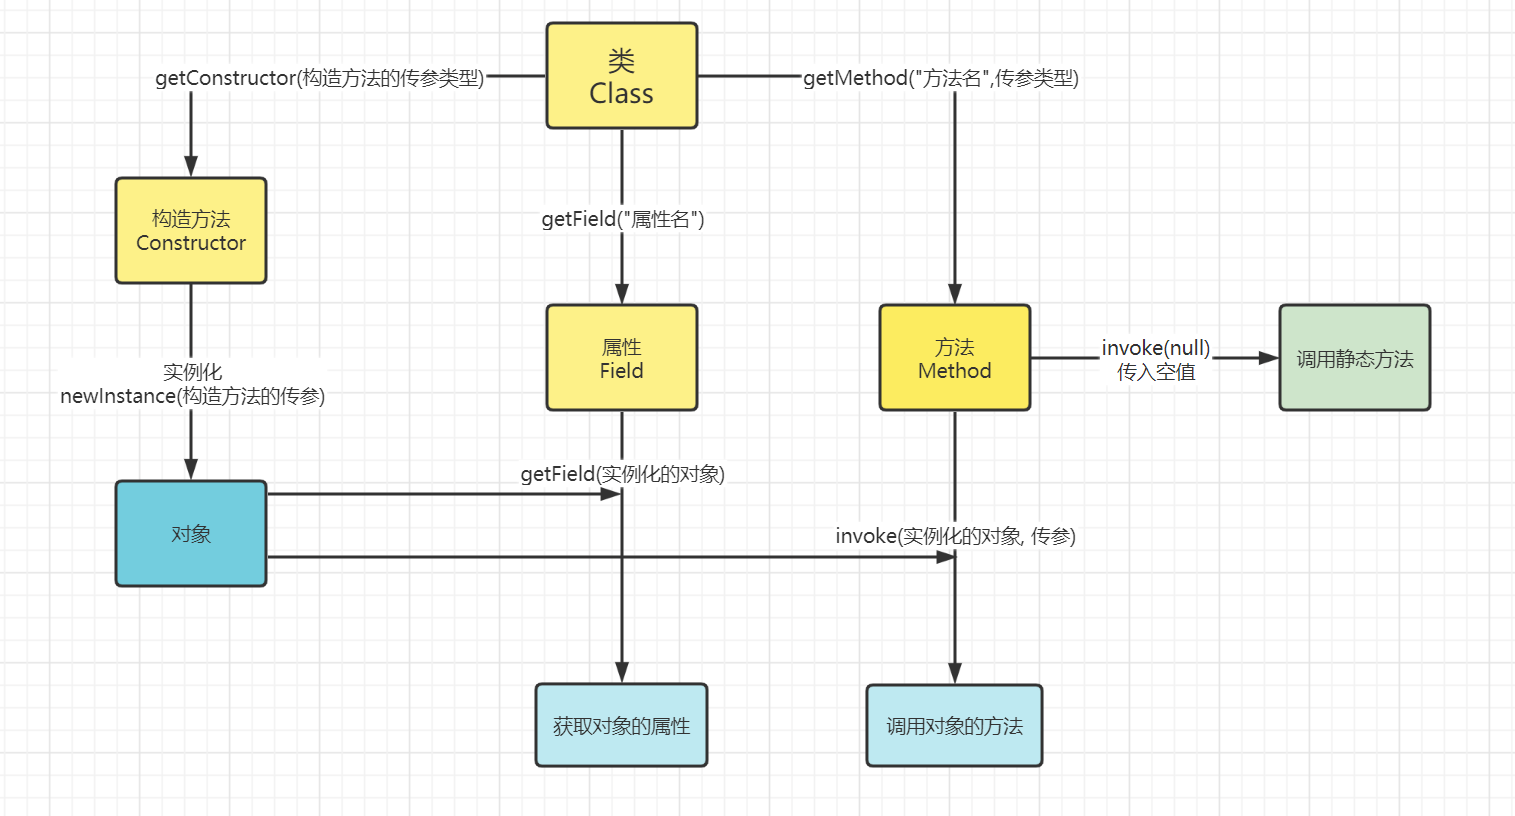 类
Class
getConstructor(构造方法的传参类型)
getMethod("方法名",传参类型)
构造方法
Constructor
getField("属性名")
属性
Field
方法
Method
invoke(null)
传入空值
调用静态方法
实例化
newInstance(构造方法的传参)
getField(实例化的对象)
对象
invoke(实例化的对象, 传参)
获取对象的属性
调用对象的方法